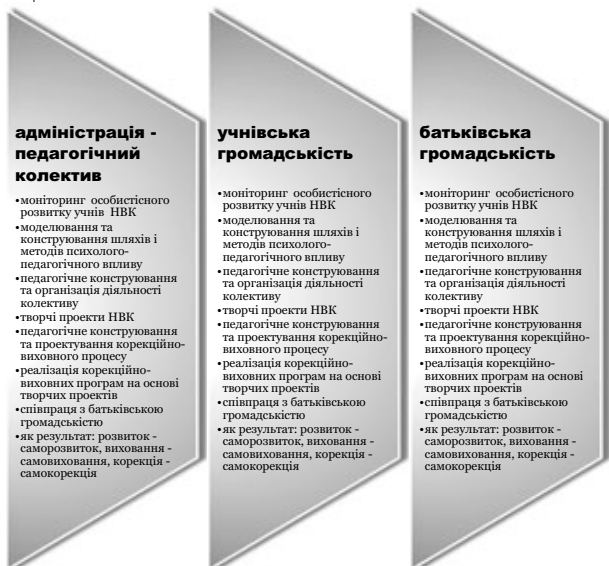 адміністрація -
педагогічний
колектив
•моніторинг особистісного
розвитку учнів НВК
•моделювання та
конструювання шляхів і
методів психолого-
педагогічного впливу
•педагогічне конструювання
та організація діяльності
колективу
•творчі проекти НВК
•педагогічне конструювання
та проектування корекційно-
виховного процесу
•реалізація корекційно-
виховних програм на основі
творчих проектів
•співпраця з батьківською
громадськістю
•як результат: розвиток -
саморозвиток, виховання -
самовиховання, корекція -
самокорекція
учнівська
громадськість
•моніторинг особистісного
розвитку учнів НВК
•моделювання та
конструювання шляхів і
методів психолого-
педагогічного впливу
•педагогічне конструювання
та організація діяльності
колективу
•творчі проекти НВК
•педагогічне конструювання
та проектування корекційно-
виховного процесу
•реалізація корекційно-
виховних програм на основі
творчих проектів
•співпраця з батьківською
громадськістю
•як результат: розвиток -
саморозвиток, виховання -
самовиховання, корекція -
самокорекція
батьківська
громадськість
•моніторинг особистісного
розвитку учнів НВК
•моделювання та
конструювання шляхів і
методів психолого-
педагогічного впливу
•педагогічне конструювання
та організація діяльності
колективу
•творчі проекти НВК
•педагогічне конструювання
та проектування корекційно-
виховного процесу
•реалізація корекційно-
виховних програм на основі
творчих проектів
•співпраця з батьківською
громадськістю
•як результат: розвиток -
саморозвиток, виховання -
самовиховання, корекція -
самокорекція